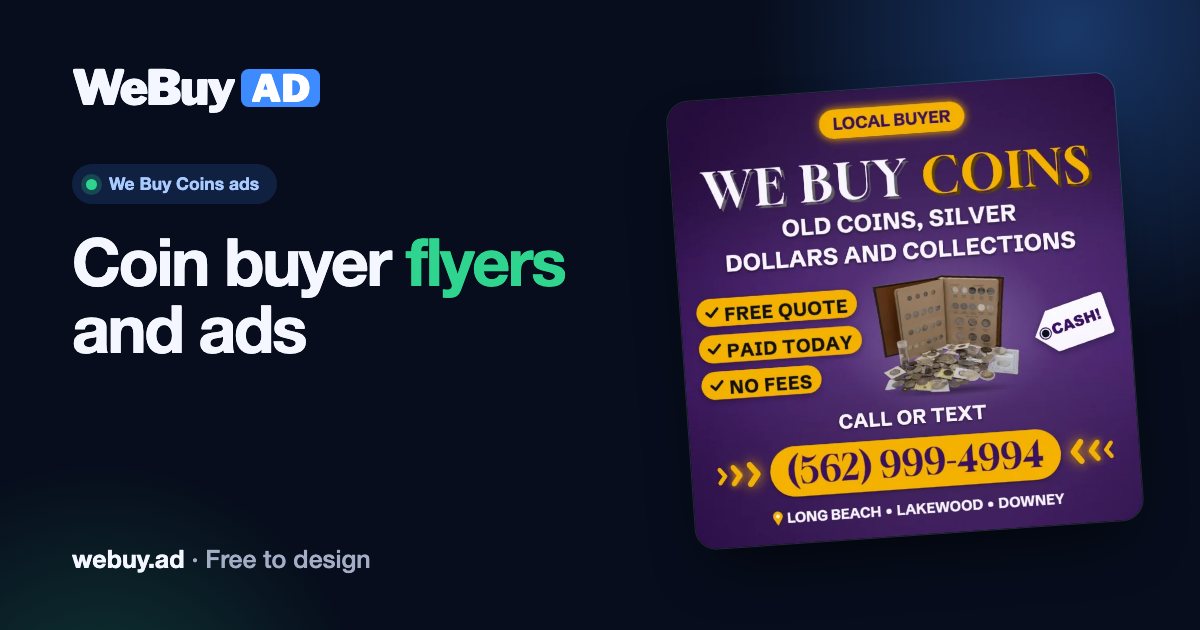 WeBuy AD
We Buy Coins ads
Coin buyer flyers
and ads
webuy.ad · Free to design
LOCAL BUYER
WE BUY COINS
OLD COINS, SILVER
DOLLARS AND COLLECTIONS
✓ FREE QUOTE
✓ PAID TODAY
✓ NO FEES
CASH!
CALL OR TEXT
››› (562) 999-4994 ‹‹‹
LONG BEACH • LAKEWOOD • DOWNEY